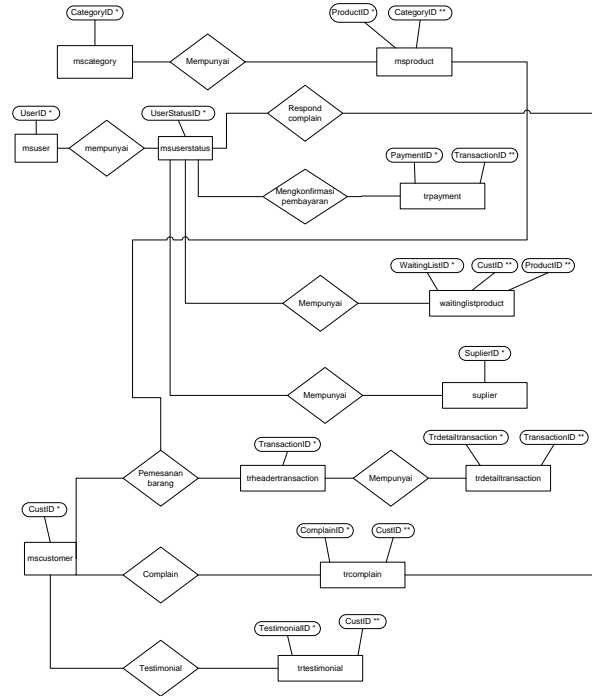 CategoryID *
ProductID *
CategoryID **
mscategory
Mempunyai
msproduct
UserID *
UserStatusID *
Respond
complain
msuser
mempunyai
msuserstatus
PaymentID *
TransactionID **
Mengkonfirmasi
pembayaran
trpayment
WaitingListID *
CustID **
ProductID **
Mempunyai
waitinglistproduct
SuplierID *
Mempunyai
suplier
TransactionID *
Trdetailtransaction *
TransactionID **
Pemesanan
barang
trheadertransaction
Mempunyai
trdetailtransaction
CustID *
ComplainID *
CustID **
mscustomer
Complain
trcomplain
TestimonialID *
CustID **
Testimonial
trtestimonial